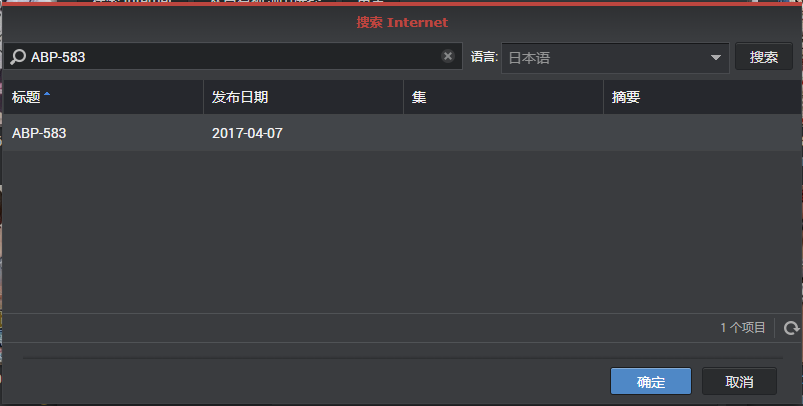 搜索 Internet
ABP-583 语言: 日本语 搜索
标题 发布日期 集 摘要
ABP-583 2017-04-07
1 个项目
确定 取消